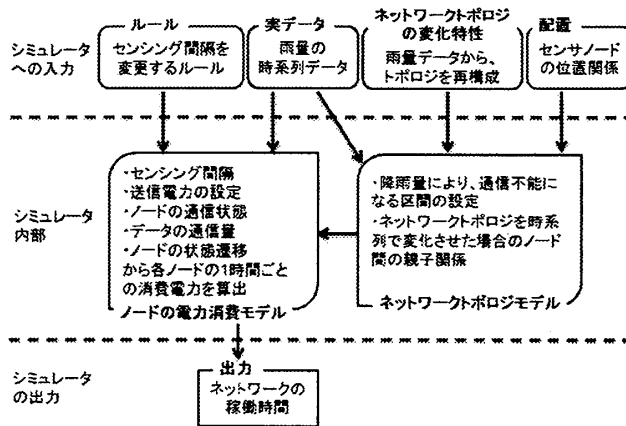 シミュレータ
への入力
ルール
センシング間隔を
変更するルール
実データ
雨量の
時系列データ
ネットワークトポロジ
の変化特性
雨量データから、
トポロジを再構成
配置
センサノード
の位置関係
シミュレータ
内部
・センシング間隔
・送信電力の設定
・ノードの通信状態
・データの通信量
・ノードの状態遷移
から各ノードの1時間ごと
の消費電力を算出
ノードの電力消費モデル
・降雨量により、通信不能に
なる区間の設定
・ネットワークトポロジを時系
列で変化させた場合のノード
間の親子関係
ネットワークトポロジモデル
シミュレータ
の出力
出力
ネットワークの
稼働時間